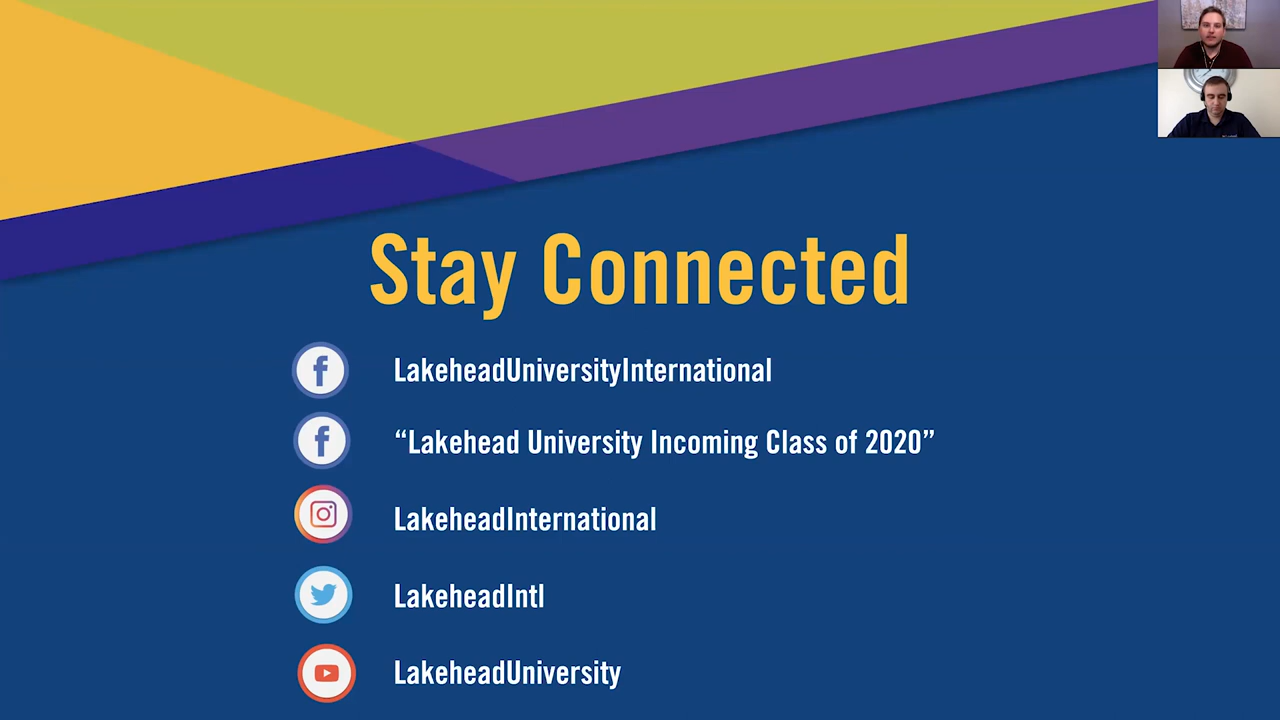 Stay Connected
LakeheadUniversityInternational
“Lakehead University Incoming Class of 2020”
LakeheadInternational
LakeheadIntl
LakeheadUniversity